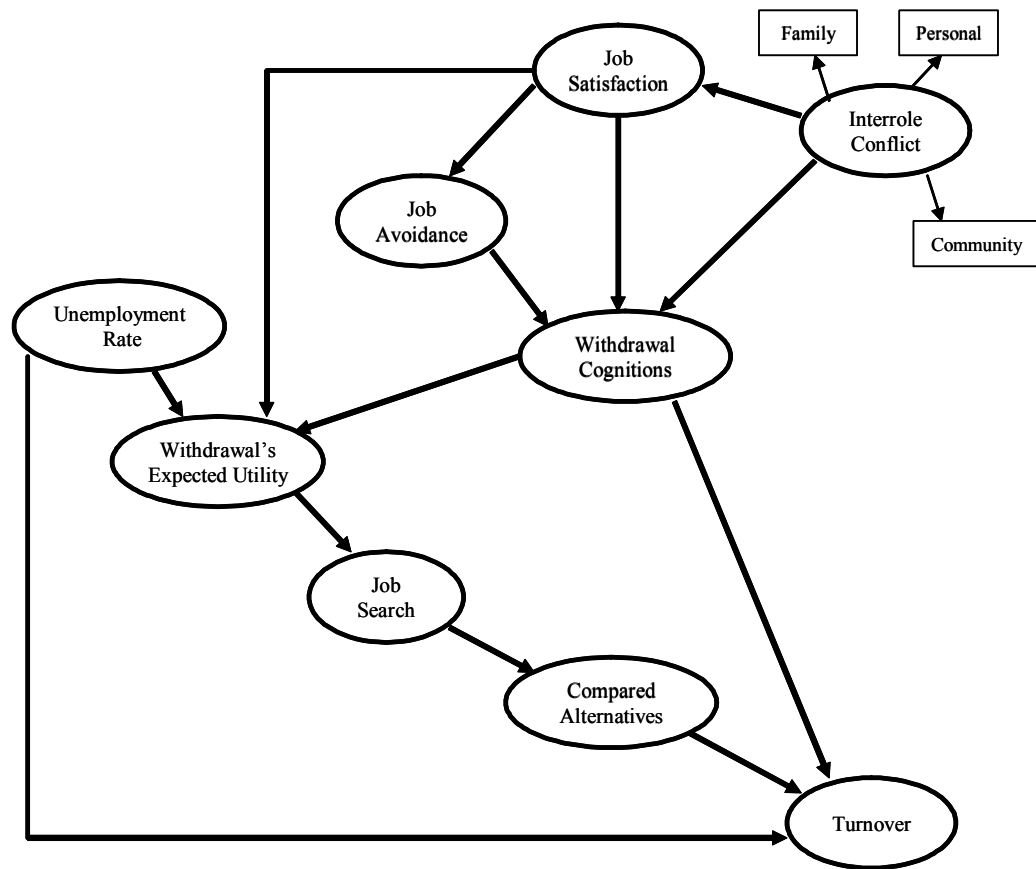 Family
Personal
Job
Satisfaction
Interrole
Conflict
Job
Avoidance
Community
Unemployment
Rate
Withdrawal
Cognitions
Withdrawal’s
Expected Utility
Job
Search
Compared
Alternatives
Turnover